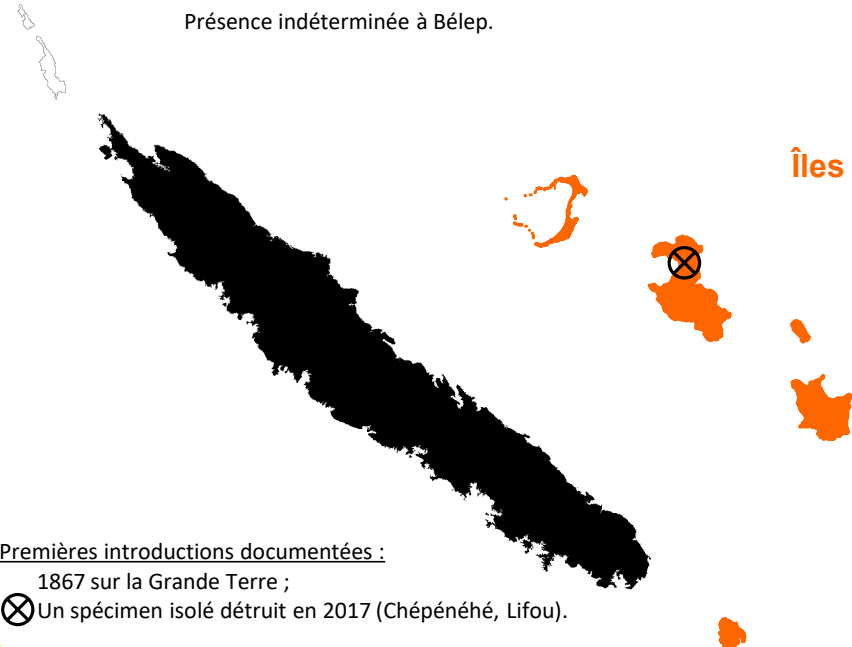 Présence indéterminée à Bélep.
Îles
Premières introductions documentées :
1867 sur la Grande Terre ;
Un spécimen isolé détruit en 2017 (Chépénéhé, Lifou).